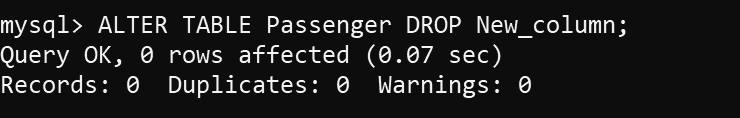 mysql> ALTER TABLE Passenger DROP New_column;
Query OK, 0 rows affected (0.07 sec)
Records: 0  Duplicates: 0  Warnings: 0